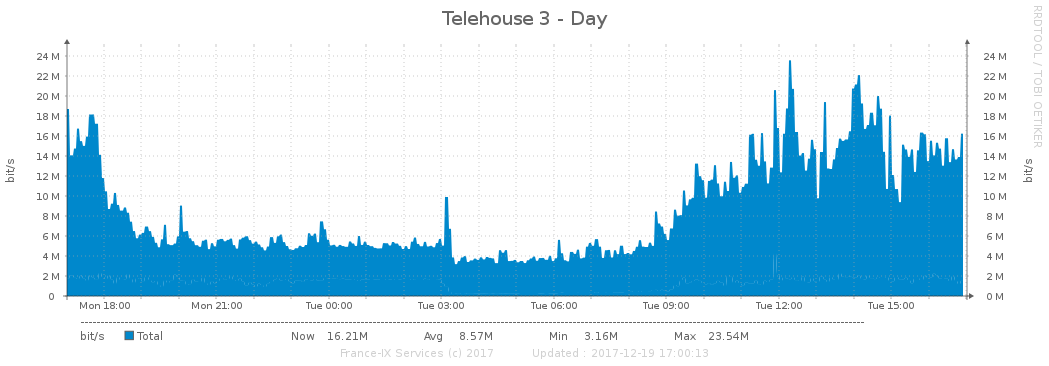 Telehouse 3 - Day
RRDTOOL / TOBI OETIKER
bit/s
24 M 24 M
22 M 22 M
20 M 20 M
18 M 18 M
16 M 16 M
14 M 14 M
12 M 12 M
10 M 10 M
8 M 8 M
6 M 6 M
4 M 4 M
2 M 2 M
0 0 M
bit/s
Mon 18:00 Mon 21:00 Tue 00:00 Tue 03:00 Tue 06:00 Tue 09:00 Tue 12:00 Tue 15:00
bit/s Total Now 16.21M Avg 8.57M Min 3.16M Max 23.54M
France-IX Services (c) 2017 Updated : 2017-12-19 17:00:13